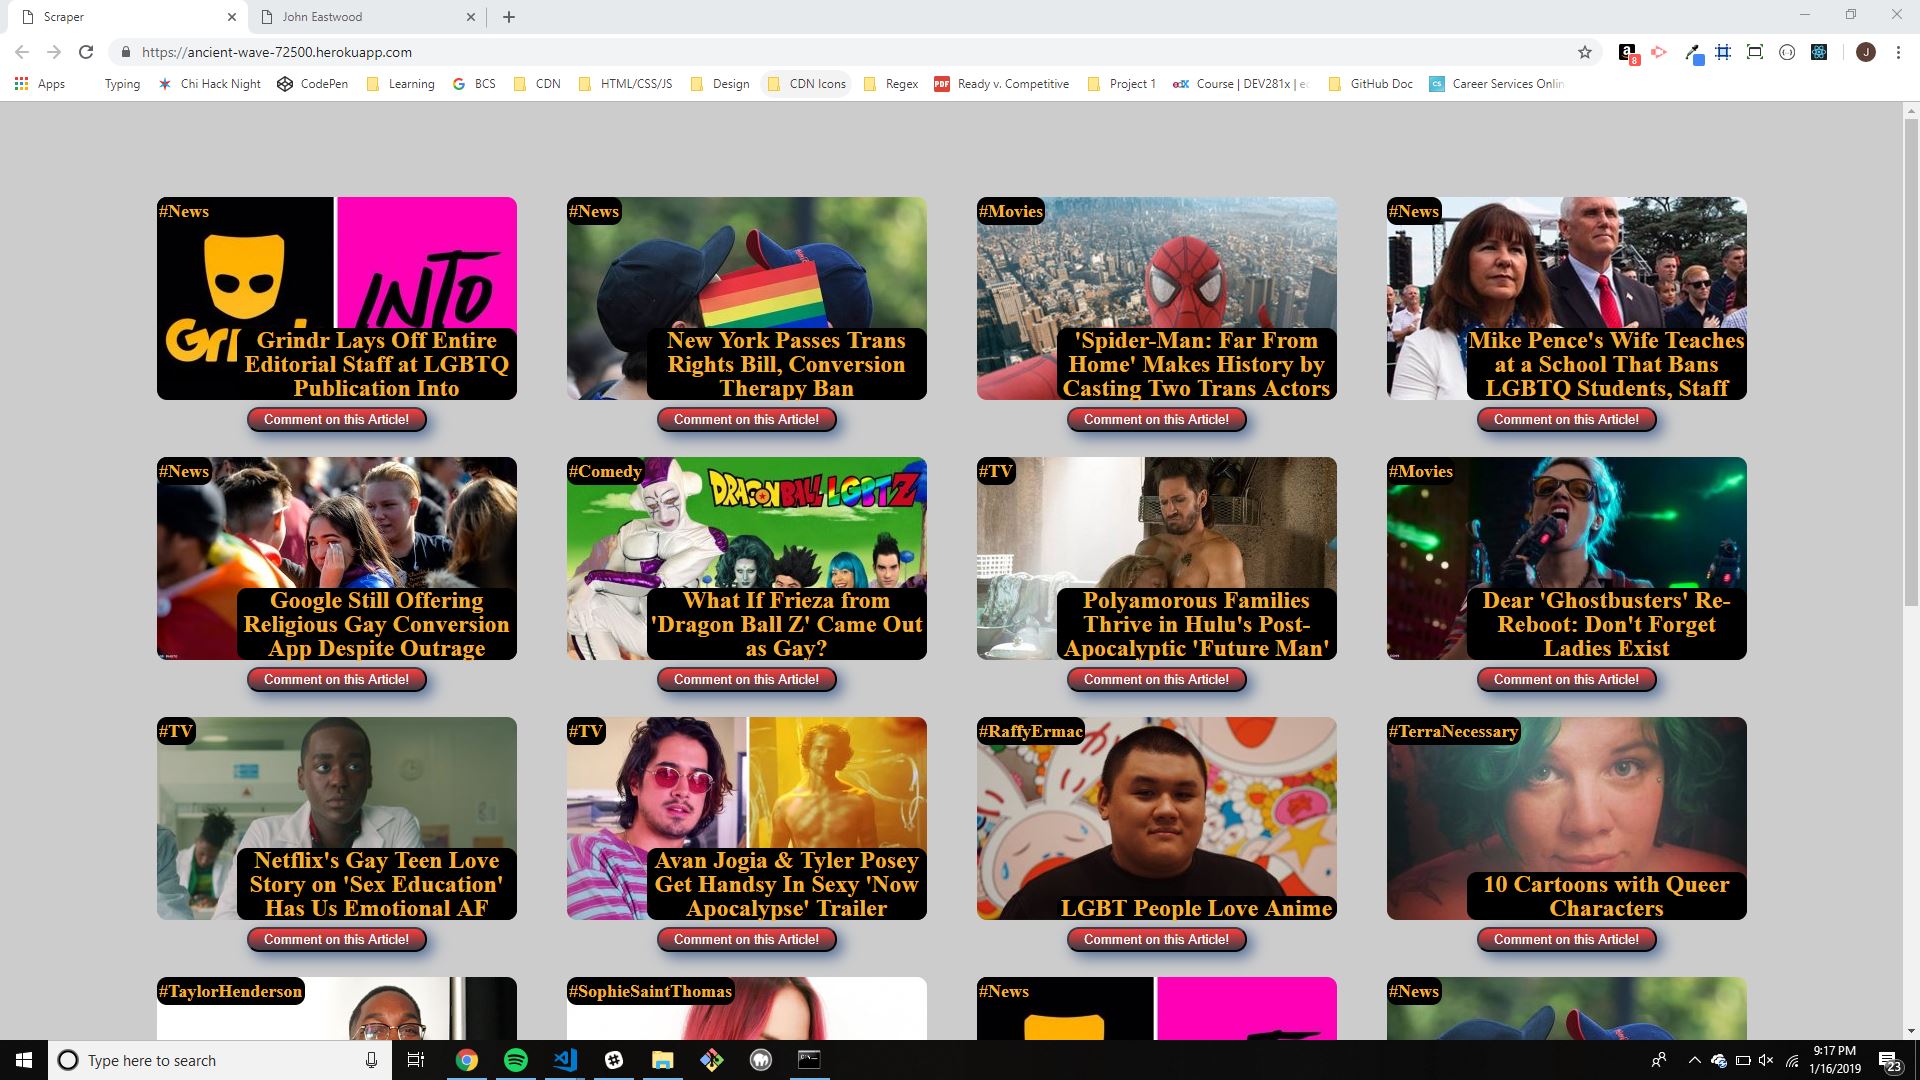 Scraper
John Eastwood
https://ancient-wave-72500.herokuapp.com
8
J
Apps
Typing
Chi Hack Night
CodePen
Learning
G
BCS
CDN
HTML/CSS/JS
Design
CDN Icons
Regex
PDF
Ready v. Competitive
Project 1
edX
Course | DEV281x | e
GitHub Doc
CS
Career Services Onlin
#News
Grindr Lays Off Entire
Editorial Staff at LGBTQ
Publication Into
INTO
Gri
Comment on this Article!
#News
New York Passes Trans
Rights Bill, Conversion
Therapy Ban
Comment on this Article!
#Movies
'Spider-Man: Far From
Home' Makes History by
Casting Two Trans Actors
Comment on this Article!
#News
Mike Pence's Wife Teaches
at a School That Bans
LGBTQ Students, Staff
Comment on this Article!
#News
Google Still Offering
Religious Gay Conversion
App Despite Outrage
Comment on this Article!
#Comedy
DRAGON BALL LGBTZ
What If Frieza from
'Dragon Ball Z' Came Out
as Gay?
Comment on this Article!
#TV
Polyamorous Families
Thrive in Hulu's Post-
Apocalyptic 'Future Man'
Comment on this Article!
#Movies
Dear 'Ghostbusters' Re-
Reboot: Don't Forget
Ladies Exist
Comment on this Article!
#TV
Netflix's Gay Teen Love
Story on 'Sex Education'
Has Us Emotional AF
Comment on this Article!
#TV
Avan Jogia & Tyler Posey
Get Handsy In Sexy 'Now
Apocalypse' Trailer
Comment on this Article!
#RaffyErmac
LGBT People Love Anime
Comment on this Article!
#TerraNecessary
10 Cartoons with Queer
Characters
Comment on this Article!
#TaylorHenderson
#SophieSaintThomas
#News
#News
Type here to search
9:17 PM
1/16/2019
23